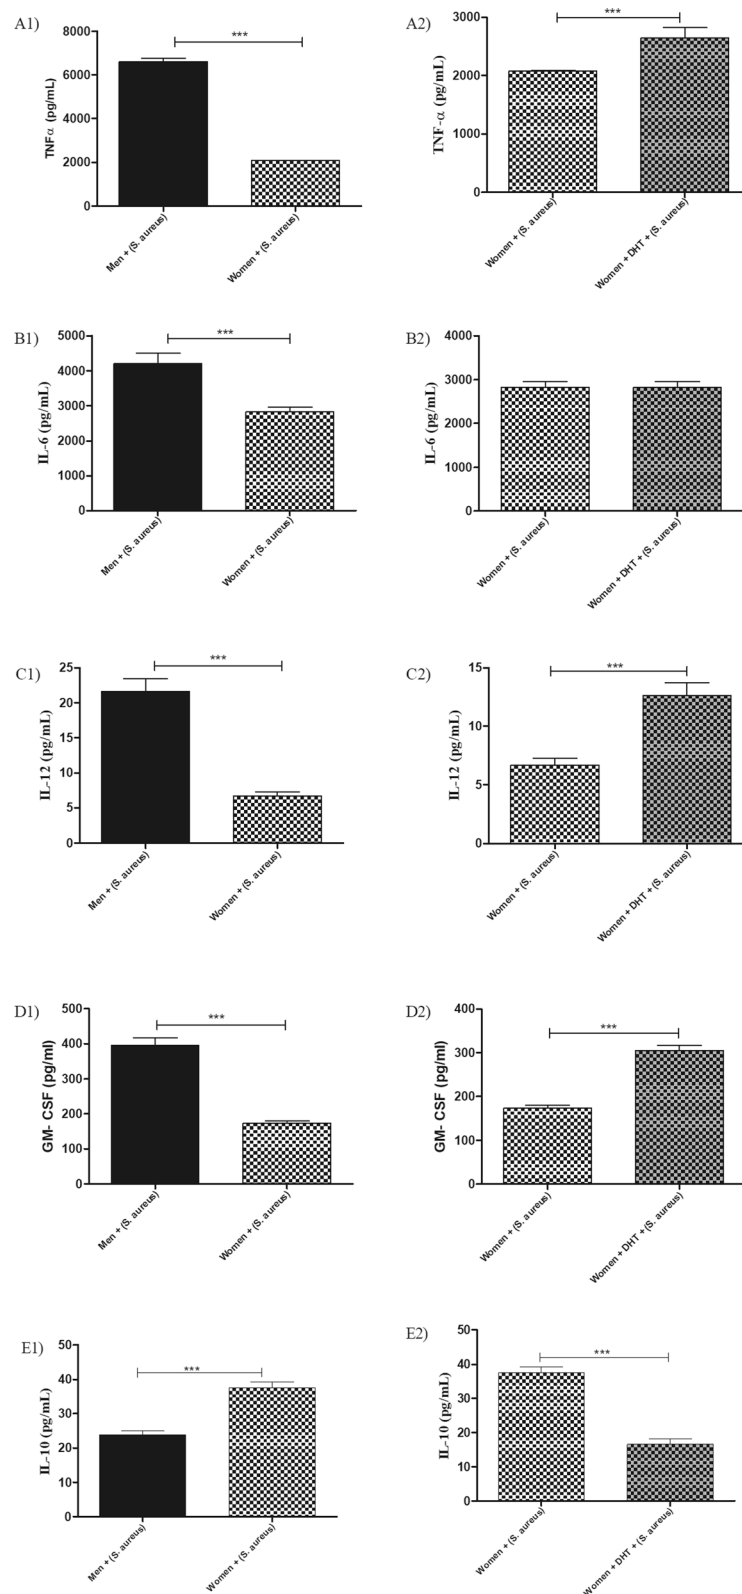 A1)
***
8000
6000
4000
2000
0
TNFα (pg/mL)
Men + (S. aureus)
Women + (S. aureus)
A2)
***
3000
2000
1000
0
TNF-α (pg/mL)
Women + (S. aureus)
Women + DHT + (S. aureus)
B1)
***
5000
4000
3000
2000
1000
0
IL-6 (pg/mL)
Men + (S. aureus)
Women + (S. aureus)
B2)
4000
3000
2000
1000
0
IL-6 (pg/mL)
Women + (S. aureus)
Women + DHT + (S. aureus)
C1)
***
25
20
15
10
5
0
IL-12 (pg/mL)
Men + (S. aureus)
Women + (S. aureus)
C2)
***
15
10
5
0
IL-12 (pg/mL)
Women + (S. aureus)
Women + DHT + (S. aureus)
D1)
***
500
400
300
200
100
0
GM- CSF (pg/ml)
Men + (S. aureus)
Women + (S. aureus)
D2)
***
400
300
200
100
0
GM- CSF (pg/ml)
Women + (S. aureus)
Women + DHT + (S. aureus)
E1)
***
50
40
30
20
10
0
IL-10 (pg/mL)
Men + (S. aureus)
Women + (S. aureus)
E2)
***
50
40
30
20
10
0
IL-10 (pg/mL)
Women + (S. aureus)
Women + DHT + (S. aureus)